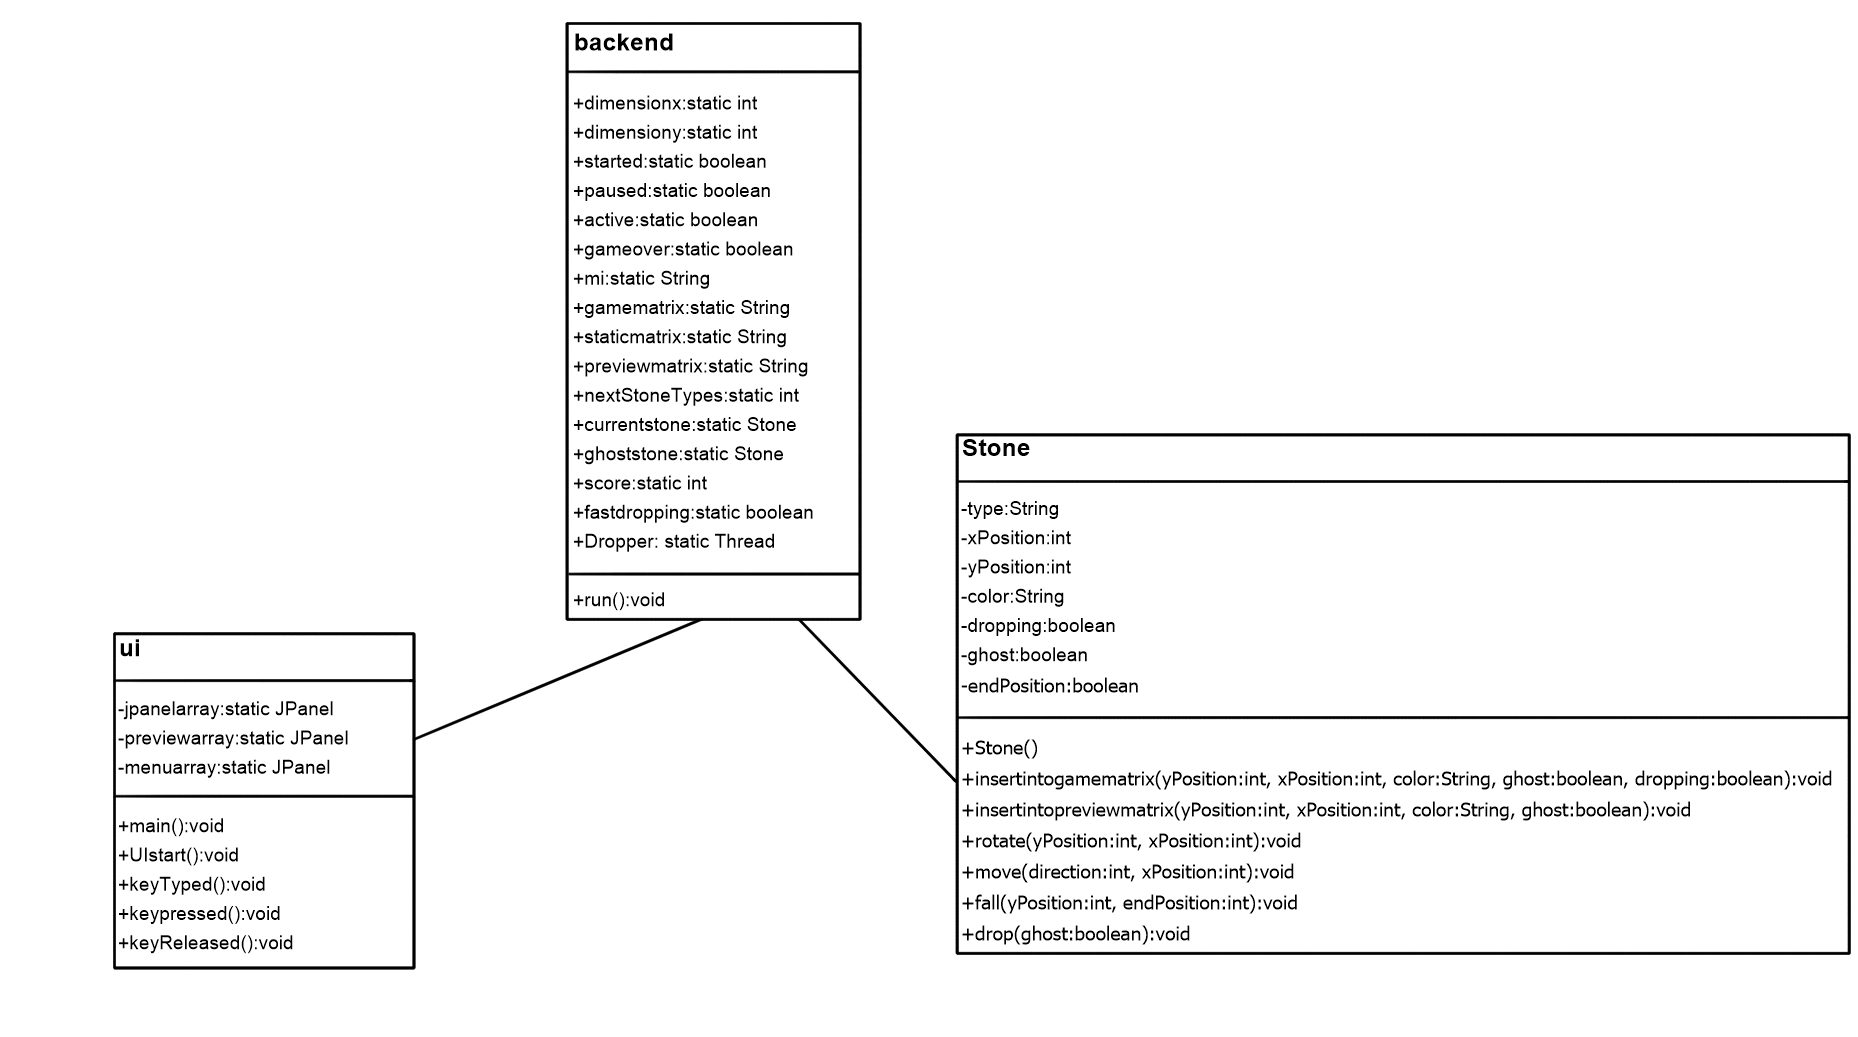 backend
+dimensionx:static int
+dimensiony:static int
+started:static boolean
+paused:static boolean
+active:static boolean
+gameover:static boolean
+mi:static String
+gamematrix:static String
+staticmatrix:static String
+previewmatrix:static String
+nextStoneTypes:static int
+currentstone:static Stone
+ghoststone:static Stone
+score:static int
+fastdropping:static boolean
+Dropper: static Thread
+run():void
ui
-jpanelarray:static JPanel
-previewarray:static JPanel
-menuarray:static JPanel
+main():void
+UIstart():void
+keyTyped():void
+keypressed():void
+keyReleased():void
Stone
-type:String
-xPosition:int
-yPosition:int
-color:String
-dropping:boolean
-ghost:boolean
-endPosition:boolean
+Stone()
+insertintogamematrix(yPosition:int, xPosition:int, color:String, ghost:boolean, dropping:boolean):void
+insertintopreviewmatrix(yPosition:int, xPosition:int, color:String, ghost:boolean):void
+rotate(yPosition:int, xPosition:int):void
+move(direction:int, xPosition:int):void
+fall(yPosition:int, endPosition:int):void
+drop(ghost:boolean):void